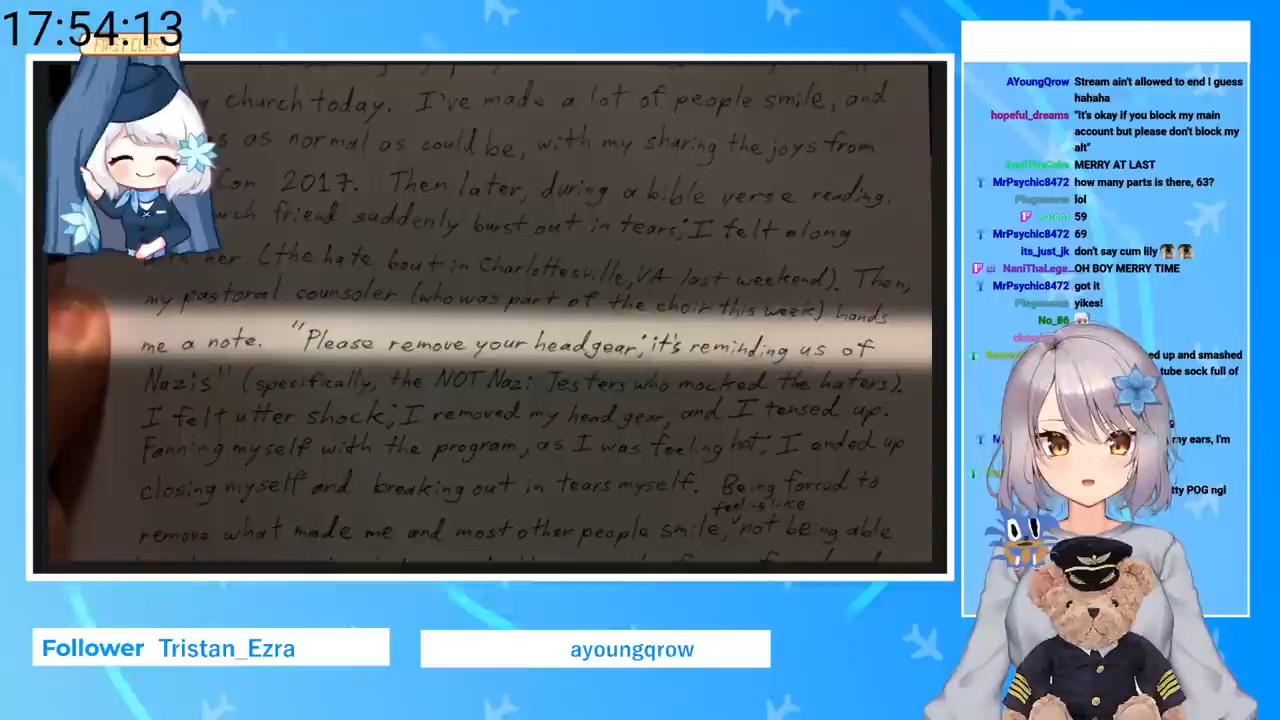 17:54:13
FIRST CLASS
church today. I've made a lot of people smile, and
as normal as could be, with my sharing the joys from
Con 2017. Then later, during a bible verse reading.
friend suddenly burst out in tears; I felt along
her (the hate bout in Charlottesville, VA last weekend). Then,
my pastoral counsoler (who was part of the choir this week) hands
me a note. "Please remove your headgear; it's reminding us of
Nazis" (specifically, the NOT Nazi Jesters who mocked the haters).
I felt utter shock; I removed my head gear, and I tensed up.
Fanning myself with the program, as I was feeling hot; I ended up
closing myself and breaking out in tears myself. Being forced to
feels like
remove what made me and most other people smile, not being able
AYoungQrow Stream ain't allowed to end I guess
hahaha
hopeful_dreams "It's okay if you block my main
account but please don't block my
alt"
MERRY AT LAST
MrPsychic8472 how many parts is there, 63?
lol
59
MrPsychic8472 69
its_just_jk don't say cum lily
NaniThaLege... OH BOY MERRY TIME
MrPsychic8472 got it
yikes!
No_86
ed up and smashed
tube sock full of
my ears, I'm
tty POG ngl
Follower Tristan_Ezra
ayoungqrow